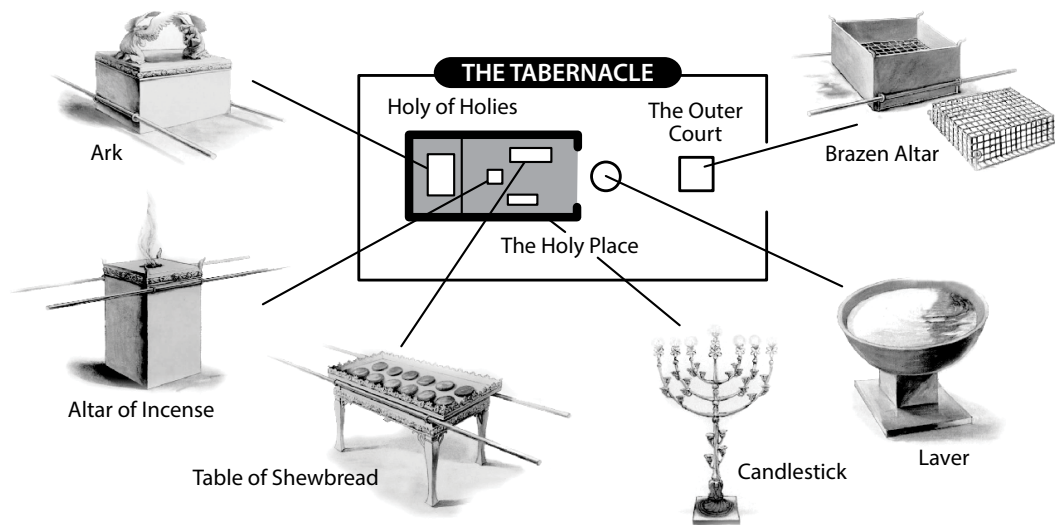 THE TABERNACLE
Holy of Holies
The Outer
Court
Ark
Brazen Altar
The Holy Place
Altar of Incense
Table of Shewbread
Candlestick
Laver